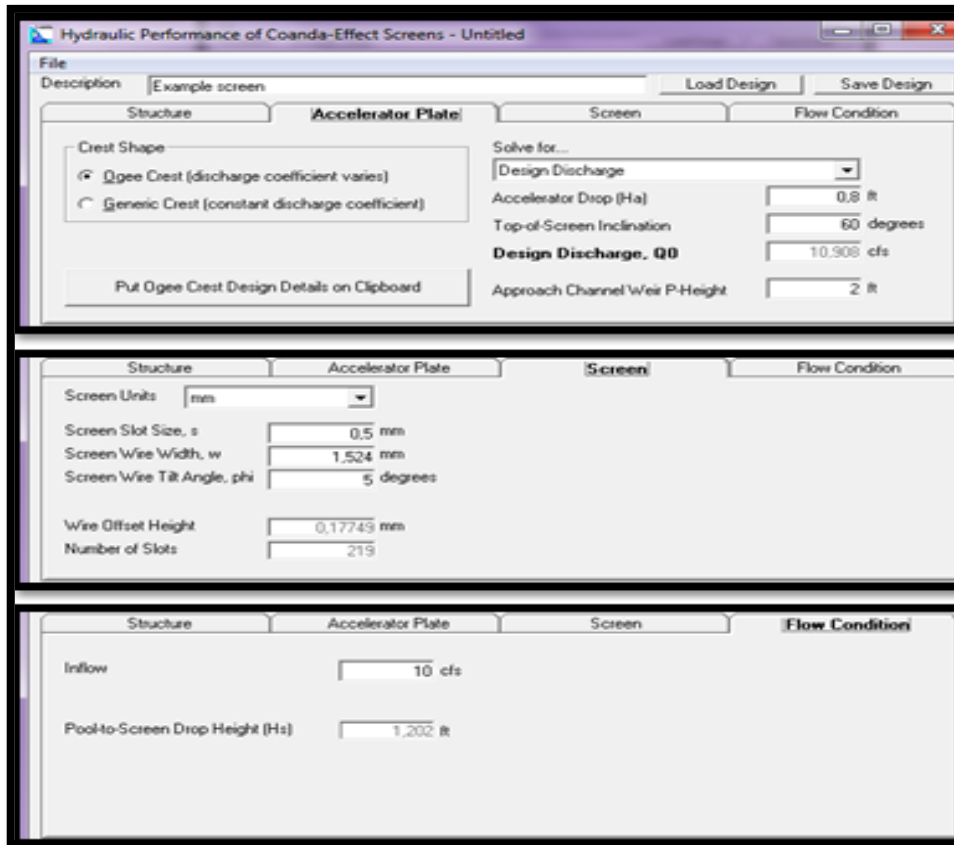 Hydraulic Performance of Coanda-Effect Screens - Untitled
File
Description Example screen Load Design Save Design
Structure Accelerator Plate Screen Flow Condition
Crest Shape Solve for...
Ogee Crest (discharge coefficient varies) Design Discharge
Generic Crest (constant discharge coefficient) Accelerator Drop (Ha) 0,8 ft
Top-of-Screen Inclination 60 degrees
Design Discharge, Q0 10,908 cfs
Put Ogee Crest Design Details on Clipboard Approach Channel Weir P-Height 2 ft
Structure Accelerator Plate Screen Flow Condition
Screen Units mm
Screen Slot Size, s 0,5 mm
Screen Wire Width, w 1,524 mm
Screen Wire Tilt Angle, phi 5 degrees
Wire Offset Height 0,17749 mm
Number of Slots 219
Structure Accelerator Plate Screen Flow Condition
Inflow 10 cfs
Pool-to-Screen Drop Height (Hs) 1,202 ft